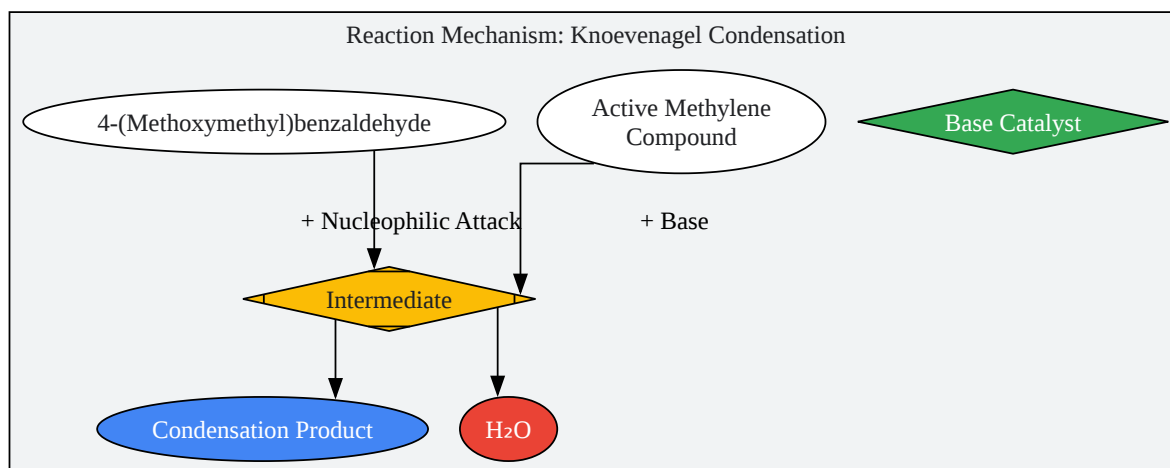 Reaction Mechanism: Knoevenagel Condensation
4-(Methoxymethyl)benzaldehyde
Active Methylene
Compound
Base Catalyst
+ Nucleophilic Attack
+ Base
Intermediate
Condensation Product
H₂O